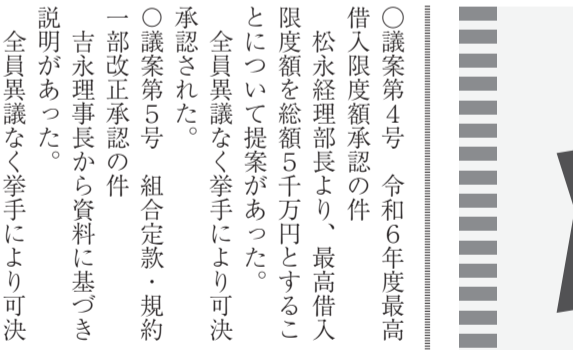 ○議案第4号　令和6年度最高
借入限度額承認の件
　松永経理部長より、最高借入
限度額を総額5千万円とするこ
とについて提案があった。
　全員異議なく挙手により可決
承認された。
○議案第5号　組合定款・規約
一部改正承認の件
　吉永理事長から資料に基づき
説明があった。
　全員異議なく挙手により可決